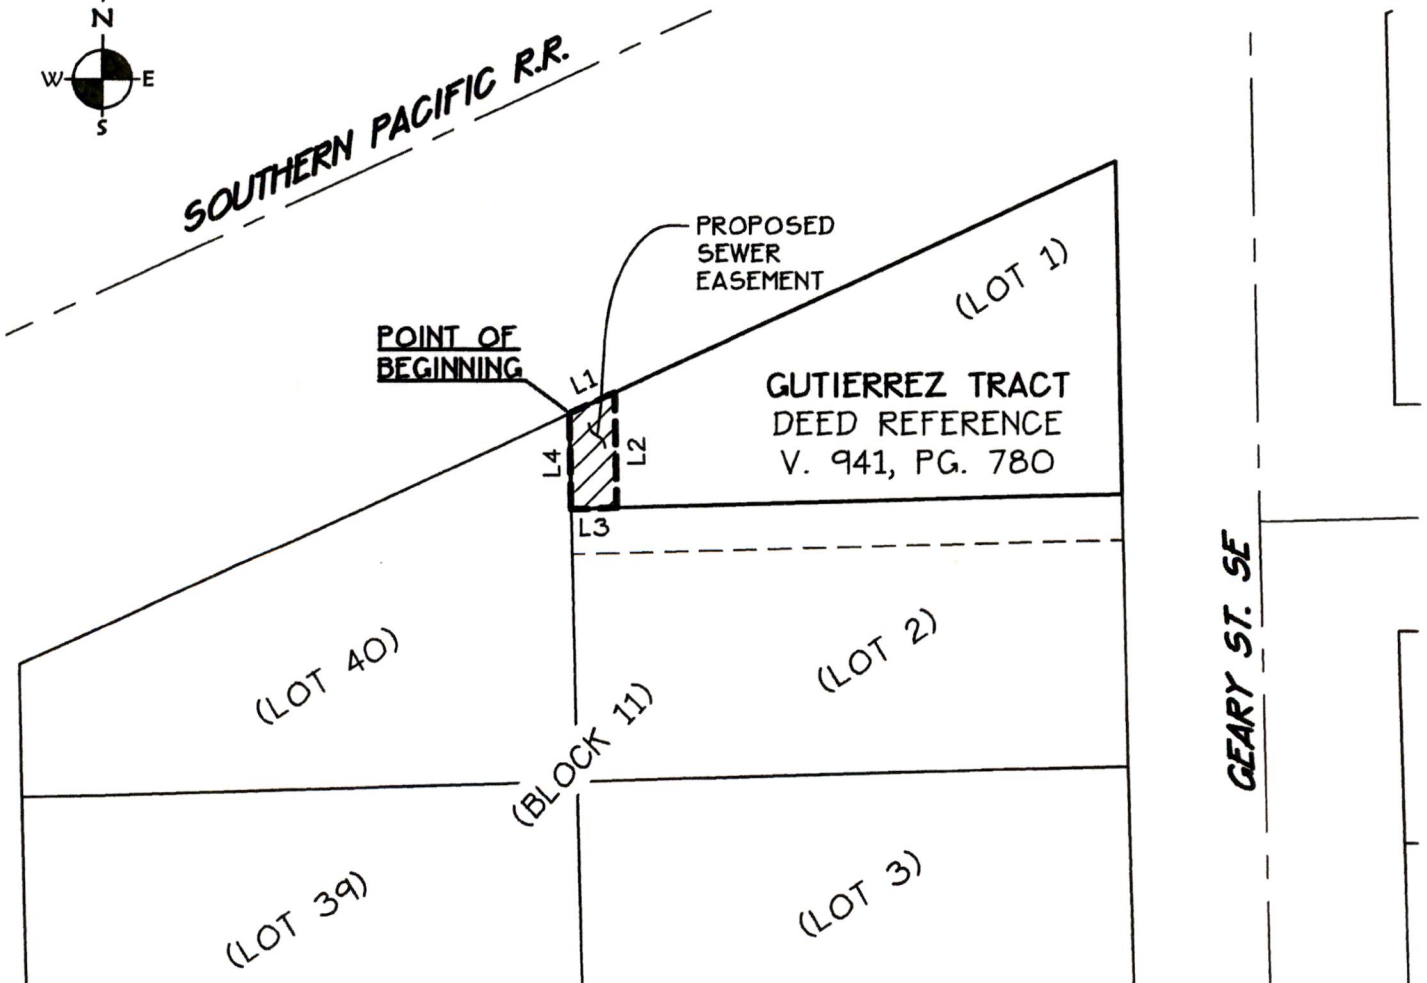 N
W E
S
SOUTHERN PACIFIC R.R.
PROPOSED
SEWER
EASEMENT
(LOT 1)
POINT OF
BEGINNING
L1
GUTIERREZ TRACT
DEED REFERENCE
V. 941, PG. 780
L4
L2
L3
GEARY ST. SE
(LOT 40)
(LOT 2)
(BLOCK 11)
(LOT 39)
(LOT 3)